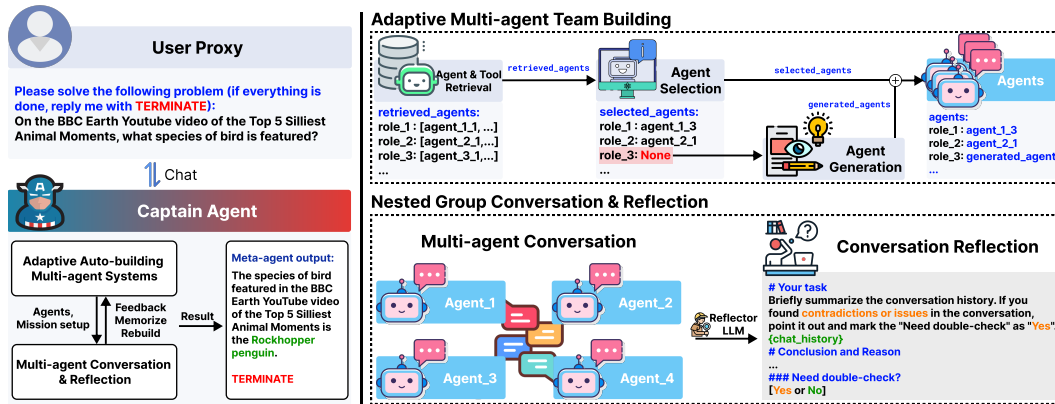 User Proxy
Please solve the following problem (if everything is
done, reply me with TERMINATE):
On the BBC Earth Youtube video of the Top 5 Silliest
Animal Moments, what species of bird is featured?
Chat
Captain Agent
Adaptive Auto-building
Multi-agent Systems
Agents,
Mission setup
Feedback
Memorize
Rebuild
Result
Multi-agent Conversation
& Reflection
Meta-agent output:
The species of bird
featured in the BBC
Earth YouTube video
of the Top 5 Silliest
Animal Moments is
the Rockhopper
penguin.
TERMINATE
Adaptive Multi-agent Team Building
Agent & Tool
Retrieval
retrieved_agents:
role_1 : [agent_1_1, ...]
role_2: [agent_2_1,...]
role_3: [agent_3_1,...]
...
retrieved_agents
Agent
Selection
selected_agents:
role_1 : agent_1_3
role_2: agent_2_1
role_3: None
...
selected_agents
generated_agents
Agent
Generation
Agents
agents:
role_1 : agent_1_3
role_2: agent_2_1
role_3: generated_agent
...
Nested Group Conversation & Reflection
Multi-agent Conversation
Agent_1
Agent_2
Agent_3
Agent_4
Reflector
LLM
Conversation Reflection
# Your task
Briefly summarize the conversation history. If you
found contradictions or issues in the conversation,
point it out and mark the "Need double-check" as "Yes".
{chat_history}
# Conclusion and Reason
...
### Need double-check?
[Yes or No]